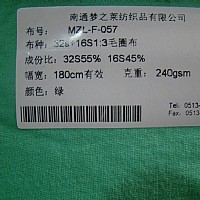 南通梦之莱纺织品有限公司
布号: MZL-F-057
布种: 32s+16S1:3毛圈布
成份比: 32S55% 16S45%
幅宽: 180cm有效 克重: 240gsm
颜色: 绿
Tel: 0513-
Fax: 0513-